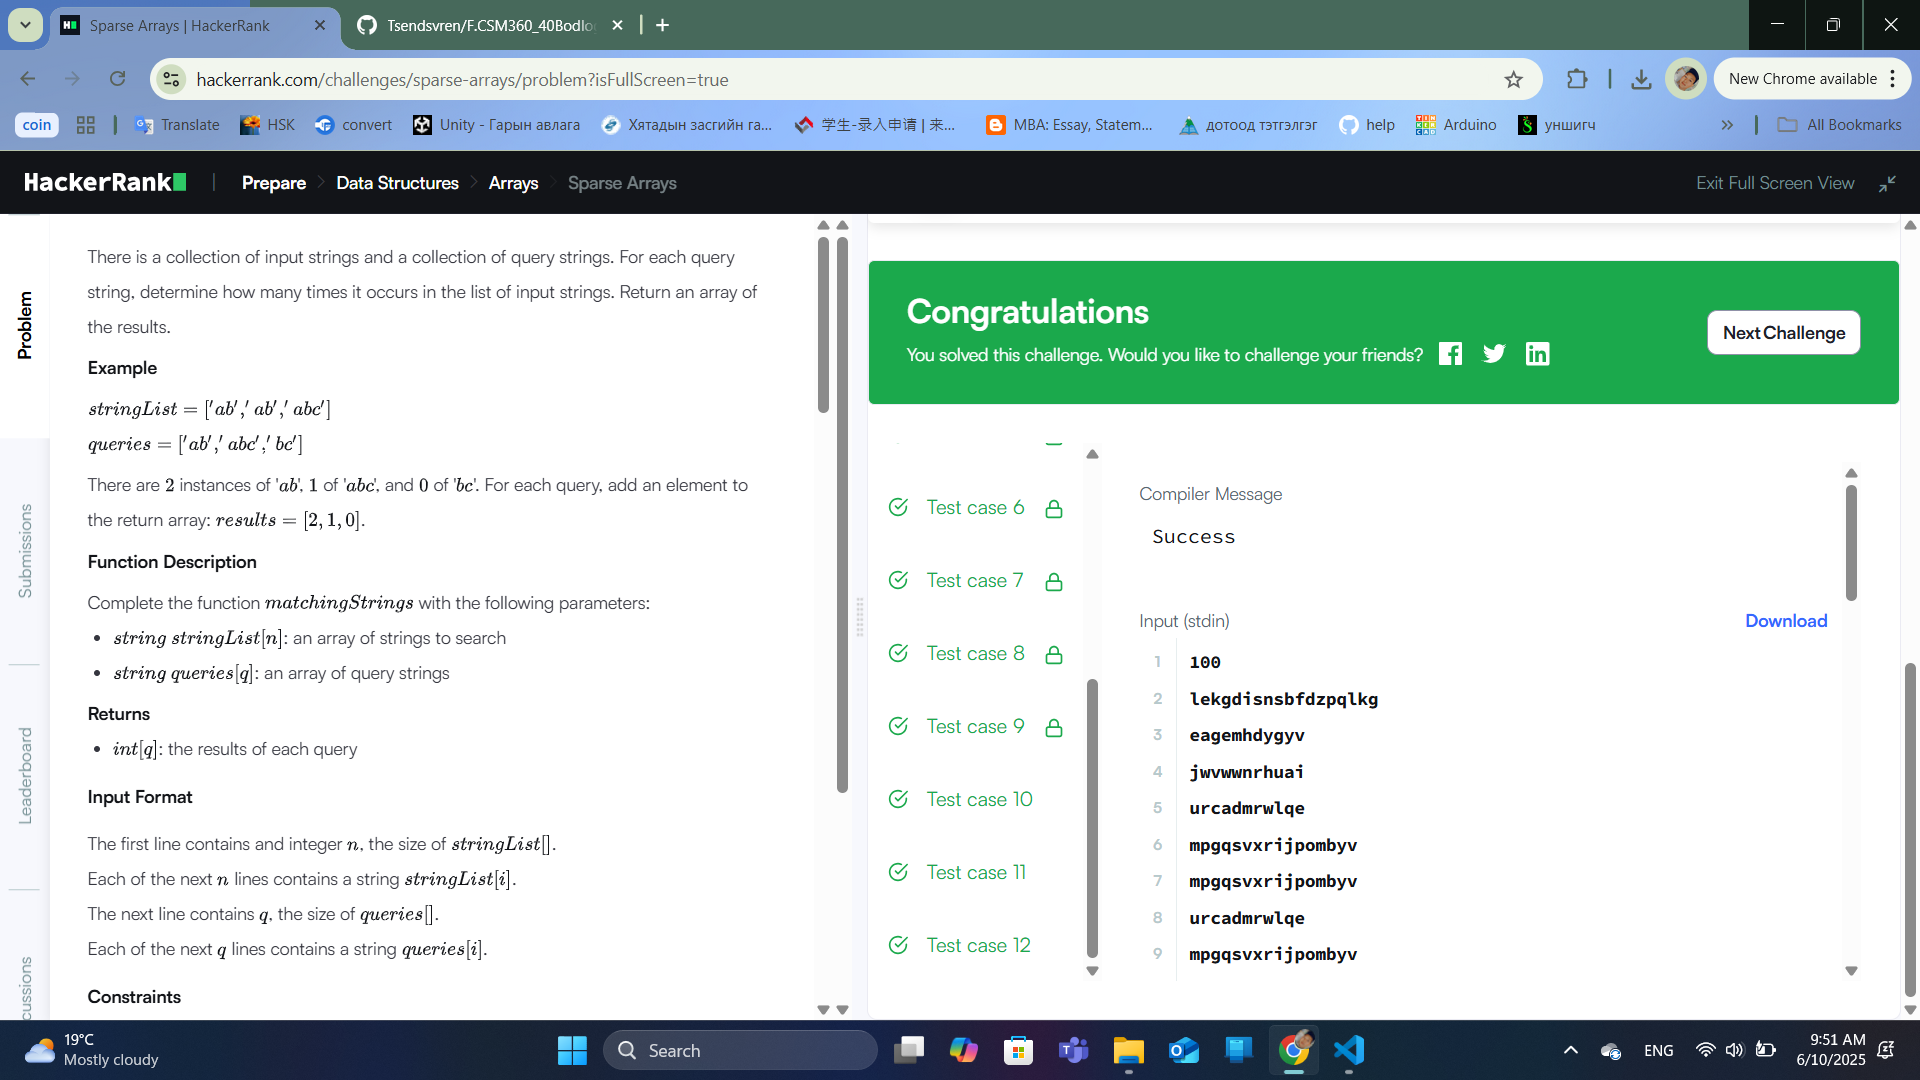 Sparse Arrays | HackerRank
Tsendsvren/F.CSM360_40Bodlo
hackerrank.com/challenges/sparse-arrays/problem?isFullScreen=true
New Chrome available
coin
Translate
HSK
convert
Unity - Гарын авлага
Хятадын засгийн га...
学生-录入申请 | 来...
MBA: Essay, Statem...
дотоод тэтгэлгэг
help
Arduino
уншигч
All Bookmarks
HackerRank
Prepare
Data Structures
Arrays
Sparse Arrays
Exit Full Screen View
Problem
Submissions
Leaderboard
cussions
There is a collection of input strings and a collection of query strings. For each query
string, determine how many times it occurs in the list of input strings. Return an array of
the results.
Example
stringList = ['ab',' ab',' abc']
queries = ['ab',' abc',' bc']
There are 2 instances of 'ab', 1 of 'abc', and 0 of 'bc'. For each query, add an element to
the return array: results = [2, 1, 0].
Function Description
Complete the function matchingStrings with the following parameters:
string stringList[n]: an array of strings to search
string queries[q]: an array of query strings
Returns
int[q]: the results of each query
Input Format
The first line contains and integer n, the size of stringList[].
Each of the next n lines contains a string stringList[i].
The next line contains q, the size of queries[].
Each of the next q lines contains a string queries[i].
Constraints
Congratulations
You solved this challenge. Would you like to challenge your friends?
Next Challenge
Test case 6
Test case 7
Test case 8
Test case 9
Test case 10
Test case 11
Test case 12
Compiler Message
Success
Input (stdin)
Download
1 100
2 lekgdisnsbfdzpqlkg
3 eagemhdygyv
4 jwvwwnrhuai
5 urcadmrwlqe
6 mpgqsvxrijpombyv
7 mpgqsvxrijpombyv
8 urcadmrwlqe
9 mpgqsvxrijpombyv
19°C
Mostly cloudy
Search
ENG
9:51 AM
6/10/2025